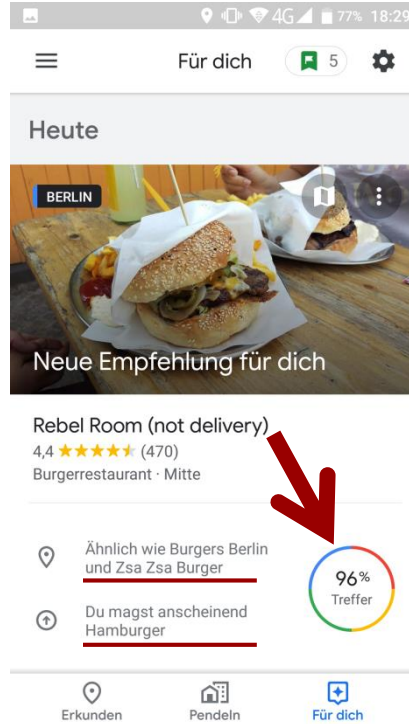 4G 77% 18:29
Für dich 5
Heute
BERLIN
Neue Empfehlung für dich
Rebel Room (not delivery)
4,4 ★★★★★ (470)
Burgerrestaurant · Mitte
Ähnlich wie Burgers Berlin
und Zsa Zsa Burger
Du magst anscheinend
Hamburger
96%
Treffer
Erkunden Pendeln Für dich